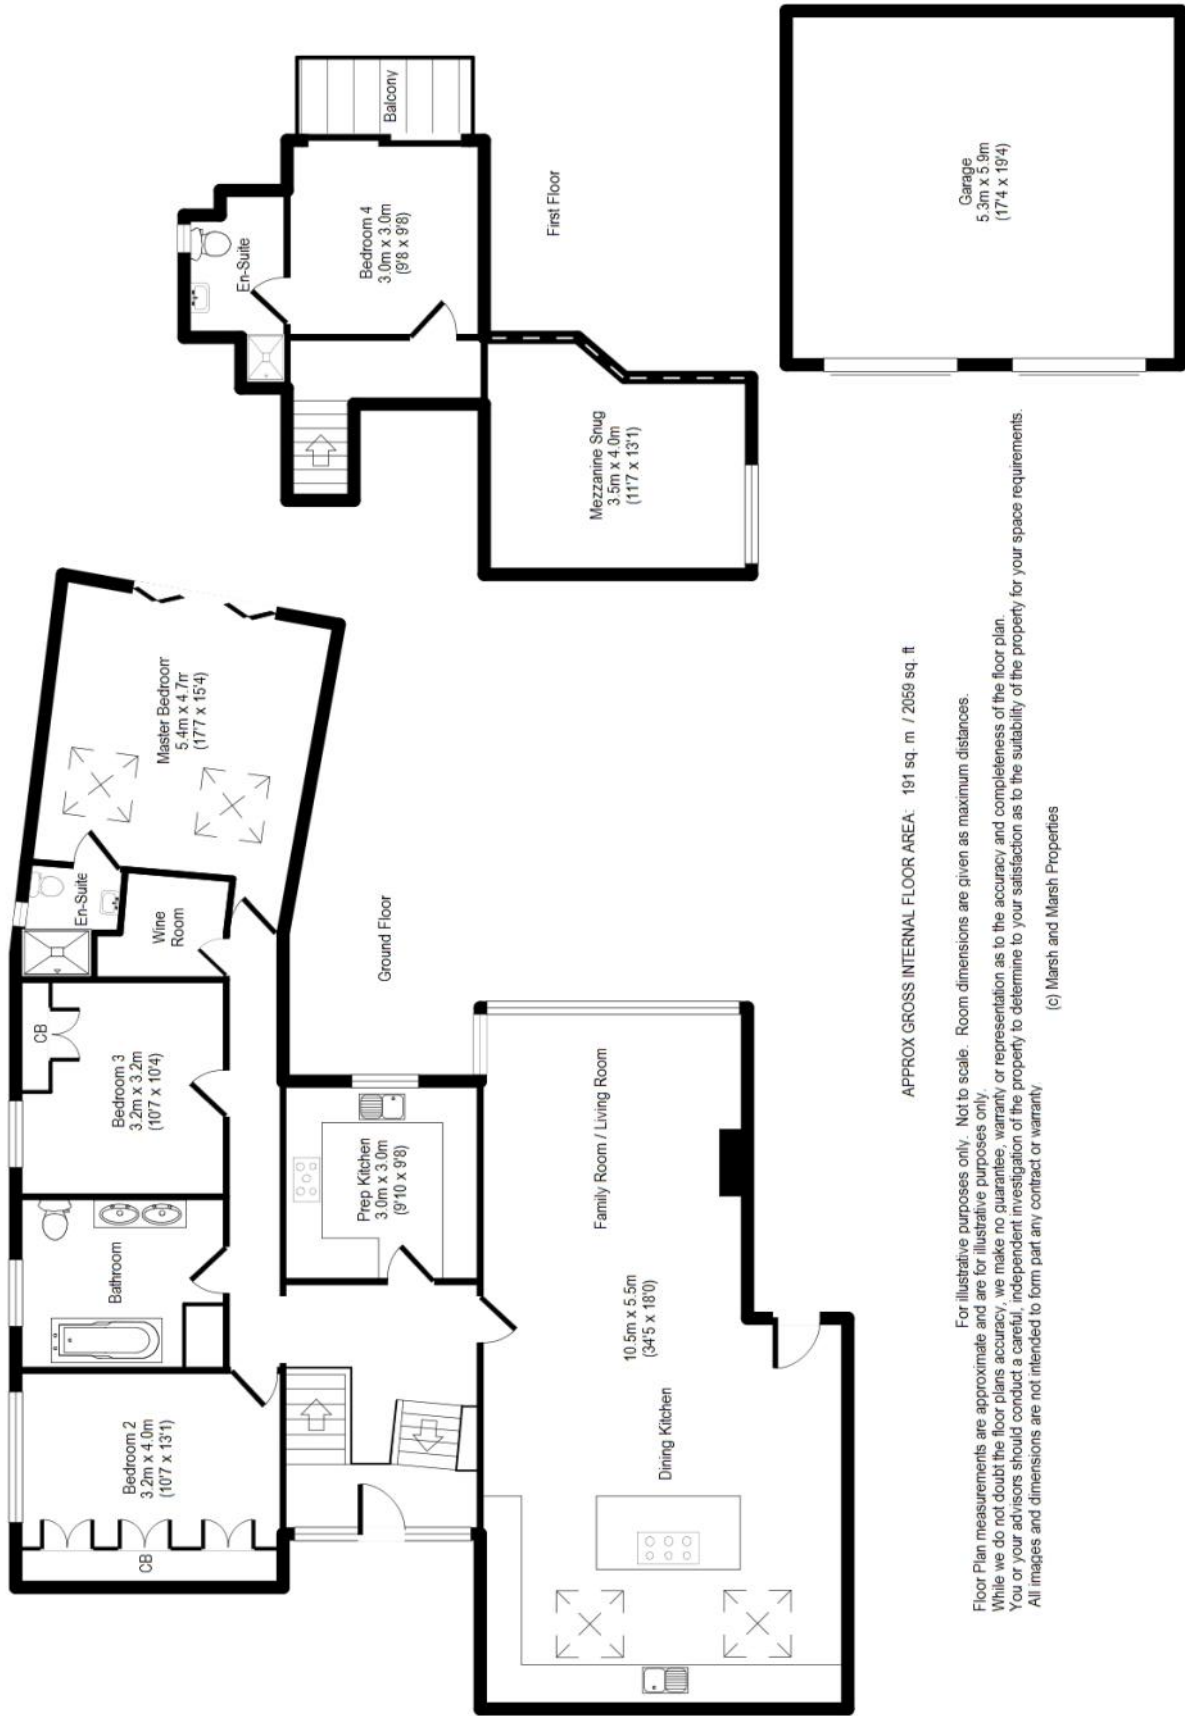 Bedroom 2
3.2m x 4.0m
(10'7 x 13'1)
CB
Bathroom
Bedroom 3
3.2m x 3.2m
(10'7 x 10'4)
CB
En-Suite
Wine
Room
Master Bedroom
5.4m x 4.7m
(17'7 x 15'4)
Prep Kitchen
3.0m x 3.0m
(9'10 x 9'8)
Ground Floor
Dining Kitchen
10.5m x 5.5m
(34'5 x 18'0)
Family Room / Living Room
En-Suite
Bedroom 4
3.0m x 3.0m
(9'8 x 9'8)
Balcony
First Floor
Mezzanine Snug
3.5m x 4.0m
(11'7 x 13'1)
Garage
5.3m x 5.9m
(17'4 x 19'4)
APPROX GROSS INTERNAL FLOOR AREA: 191 sq. m / 2059 sq. ft
For illustrative purposes only. Not to scale. Room dimensions are given as maximum distances.
Floor Plan measurements are approximate and are for illustrative purposes only.
While we do not doubt the floor plans accuracy, we make no guarantee, warranty or representation as to the accuracy and completeness of the floor plan.
You or your advisors should conduct a careful, independent investigation of the property to determine to your satisfaction as to the suitability of the property for your space requirements.
All images and dimensions are not intended to form part any contract or warranty
(c) Marsh and Marsh Properties